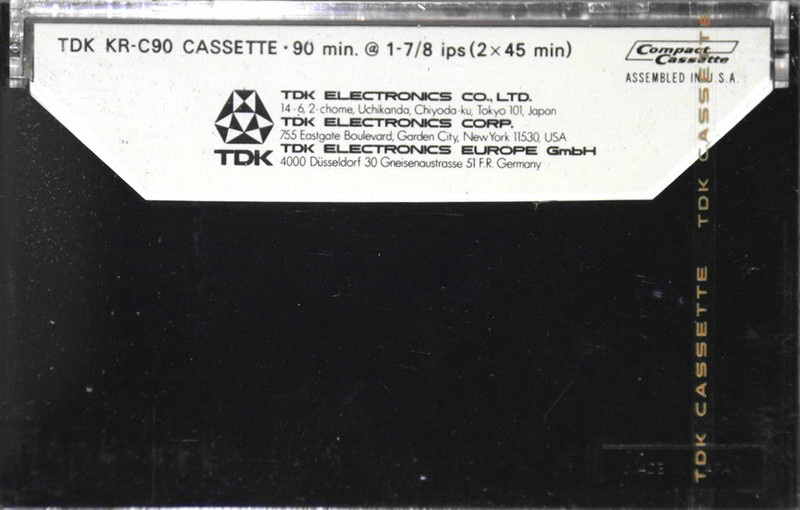 TDK KR-C90 CASSETTE · 90 min. @ 1-7/8 ips (2×45 min)
Compact
Cassette
ASSEMBLED IN U.S.A.
TDK ELECTRONICS CO., LTD.
14-6, 2-chome, Uchikanda, Chiyoda-ku, Tokyo 101, Japan
TDK ELECTRONICS CORP.
755 Eastgate Boulevard, Garden City, New York 11530, USA
TDK ELECTRONICS EUROPE GmbH
4000 Düsseldorf 30 Gneisenaustrasse 51 F.R. Germany
TDK
TDK CASSETTE TDK CASSETTE
MADE IN JAPAN